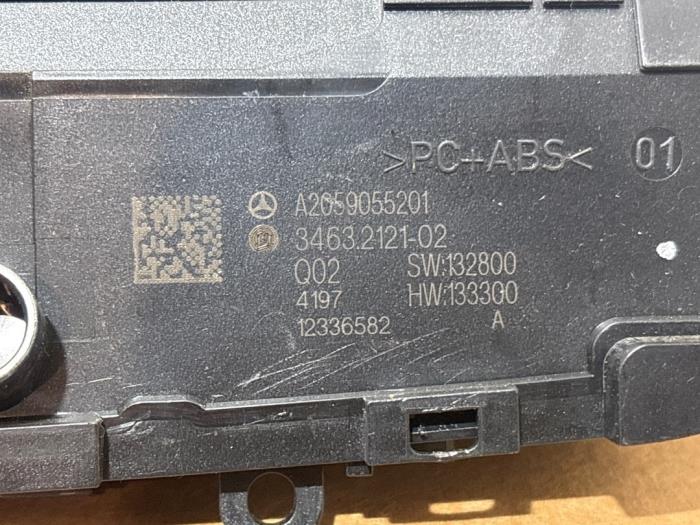 >PC+ABS< 01
A2059055201
3463.2121-02
Q02 SW:132800
4197 HW:133300
12336582 A